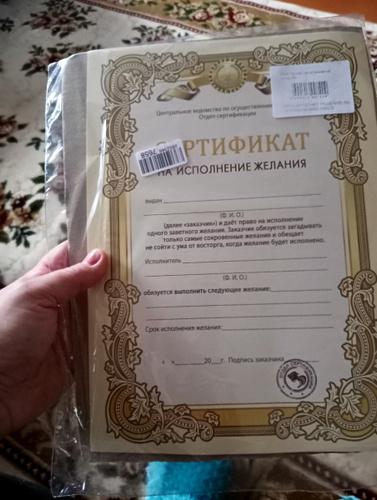 Центральное ведомство по осуществлению
Отдел сертификации
СЕРТИФИКАТ
НА ИСПОЛНЕНИЕ ЖЕЛАНИЯ
Выдан
(Ф. И. О.)
(далее «заказчик») и даёт право на исполнение
одного заветного желания. Заказчик обязуется загадывать
только самые сокровенные желания и обещает
не сойти с ума от восторга, когда желание будет исполнено.
Исполнитель
(Ф. И. О.)
обязуется выполнить следующее желание:
Срок исполнения желания:
« » 20 г. Подпись заказчика